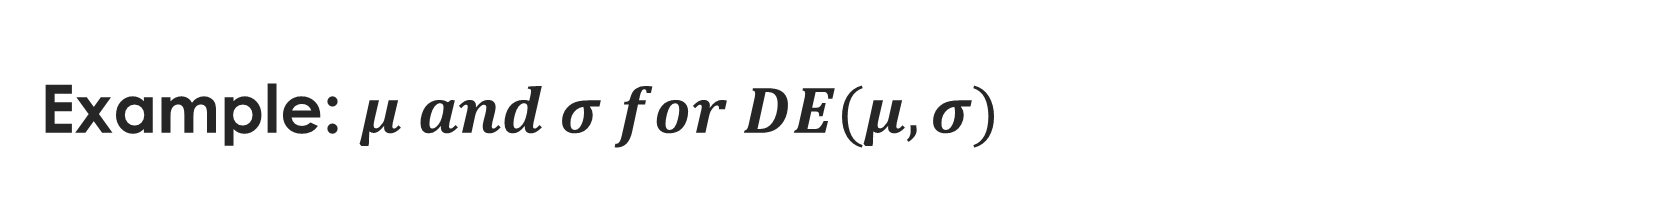 Example: μ and σ for DE(μ, σ)